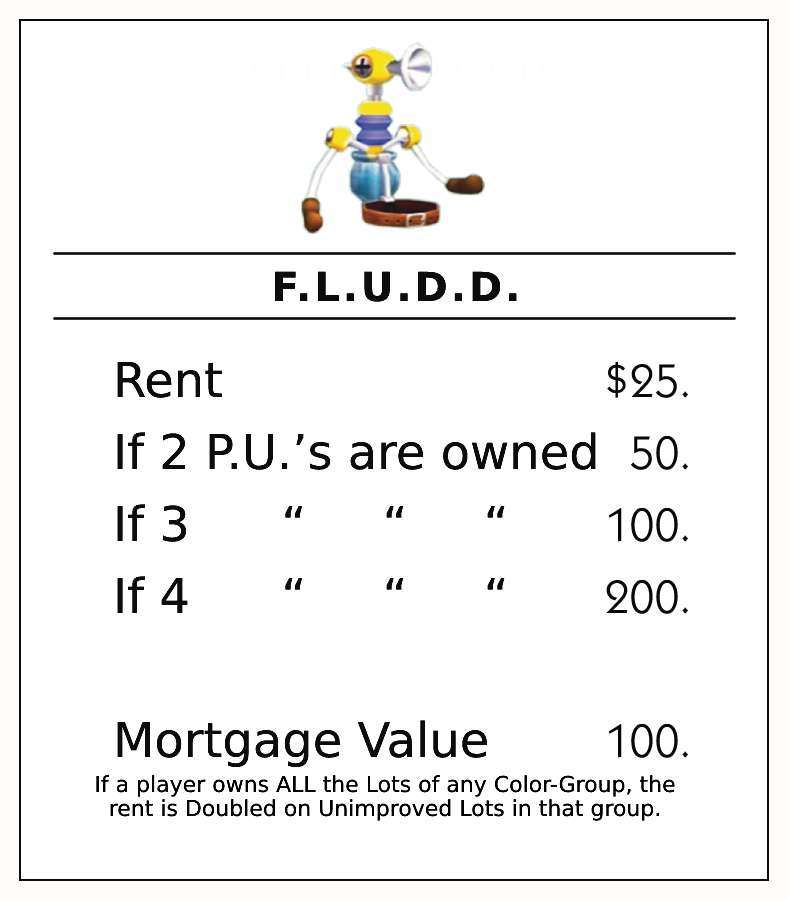 F.L.U.D.D.
Rent $25.
If 2 P.U.’s are owned 50.
If 3 “ “ “ 100.
If 4 “ “ “ 200.
Mortgage Value 100.
If a player owns ALL the Lots of any Color-Group, the
rent is Doubled on Unimproved Lots in that group.